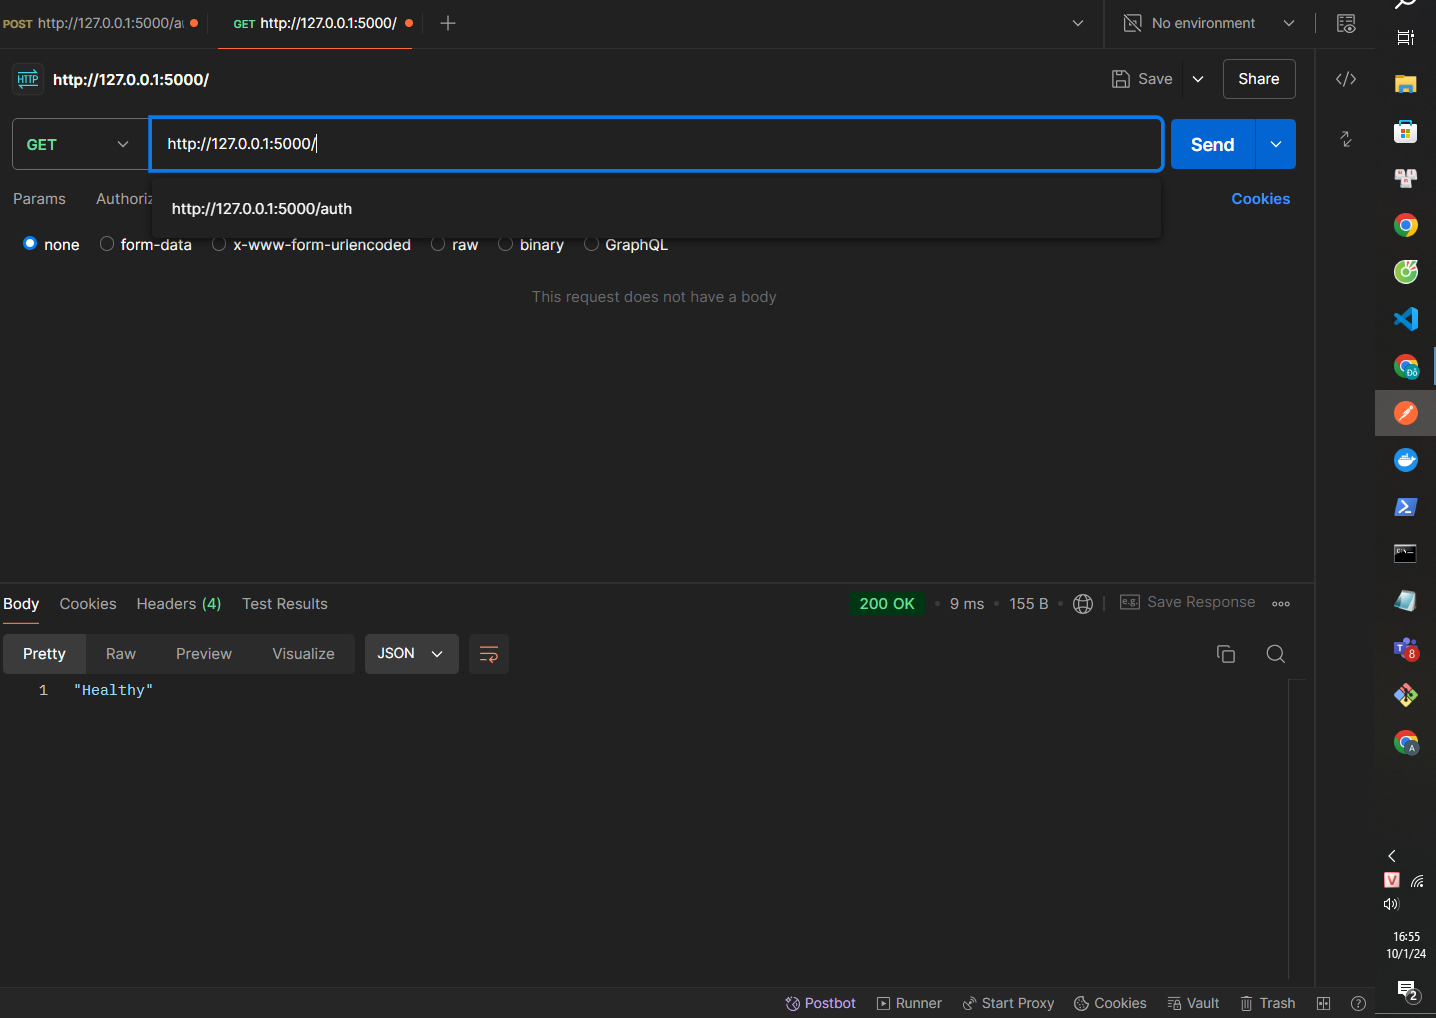 POST http://127.0.0.1:5000/au
GET http://127.0.0.1:5000/
No environment
HTTP http://127.0.0.1:5000/
Save
Share
GET
http://127.0.0.1:5000/
Send
Params
Authoriz
Cookies
http://127.0.0.1:5000/auth
none
form-data
x-www-form-urlencoded
raw
binary
GraphQL
This request does not have a body
Body
Cookies
Headers (4)
Test Results
200 OK
9 ms
155 B
e.g.
Save Response
Pretty
Raw
Preview
Visualize
JSON
1
"Healthy"
Postbot
Runner
Start Proxy
Cookies
Vault
Trash
Đỗ
8
A
V
16:55
10/1/24
2